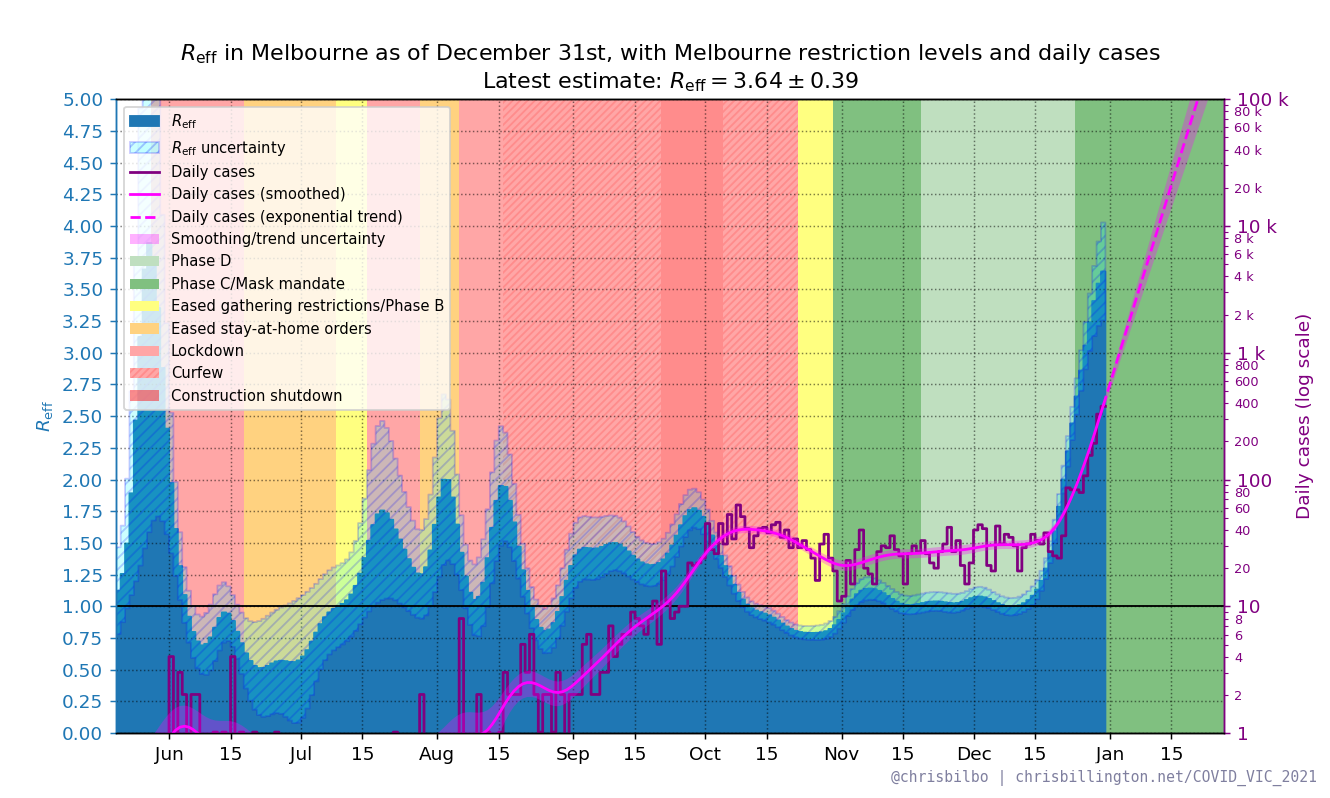 R_eff in Melbourne as of December 31st, with Melbourne restriction levels and daily cases
Latest estimate: R_eff = 3.64 ± 0.39
R_eff
R_eff uncertainty
Daily cases
Daily cases (smoothed)
Daily cases (exponential trend)
Smoothing/trend uncertainty
Phase D
Phase C/Mask mandate
Eased gathering restrictions/Phase B
Eased stay-at-home orders
Lockdown
Curfew
Construction shutdown
R_eff
5.00
4.75
4.50
4.25
4.00
3.75
3.50
3.25
3.00
2.75
2.50
2.25
2.00
1.75
1.50
1.25
1.00
0.75
0.50
0.25
0.00
100 k
80 k
60 k
40 k
20 k
10 k
8 k
6 k
4 k
2 k
1 k
800
600
400
200
100
80
60
40
20
10
8
6
4
2
1
Daily cases (log scale)
Jun 15 Jul 15 Aug 15 Sep 15 Oct 15 Nov 15 Dec 15 Jan 15
@chrisbilbo | chrisbillington.net/COVID_VIC_2021